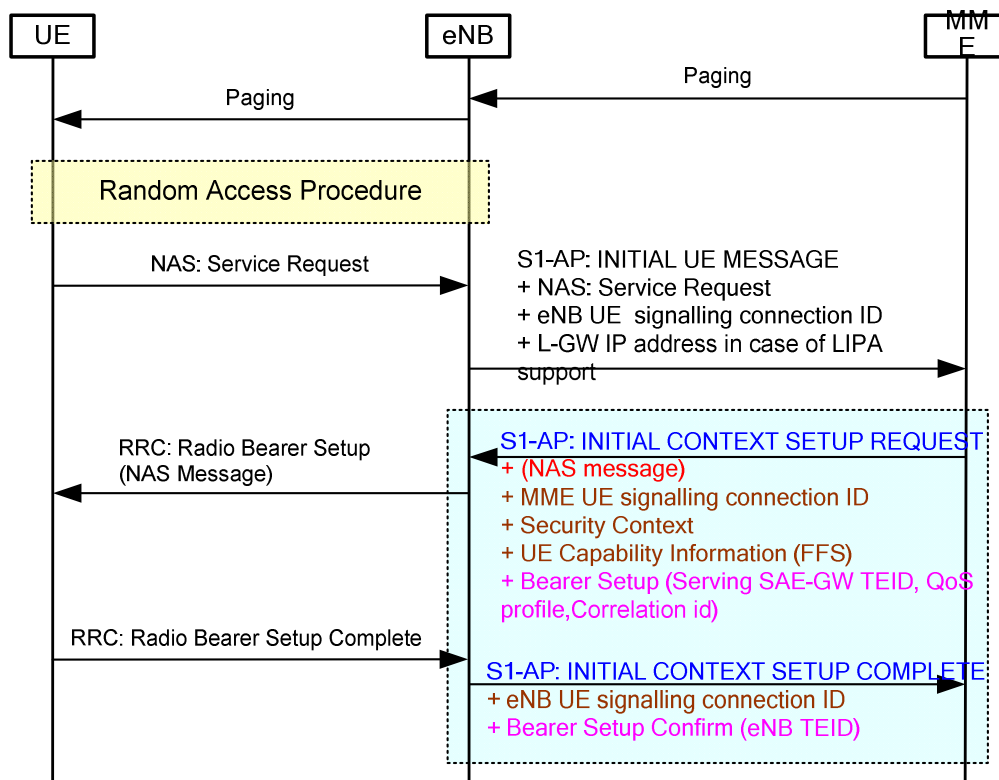 UE
eNB
MM
E
Paging
Paging
Random Access Procedure
NAS: Service Request
S1-AP: INITIAL UE MESSAGE
+ NAS: Service Request
+ eNB UE signalling connection ID
+ L-GW IP address in case of LIPA
support
RRC: Radio Bearer Setup
(NAS Message)
S1-AP: INITIAL CONTEXT SETUP REQUEST
+ (NAS message)
+ MME UE signalling connection ID
+ Security Context
+ UE Capability Information (FFS)
+ Bearer Setup (Serving SAE-GW TEID, QoS
profile,Correlation id)
RRC: Radio Bearer Setup Complete
S1-AP: INITIAL CONTEXT SETUP COMPLETE
+ eNB UE signalling connection ID
+ Bearer Setup Confirm (eNB TEID)